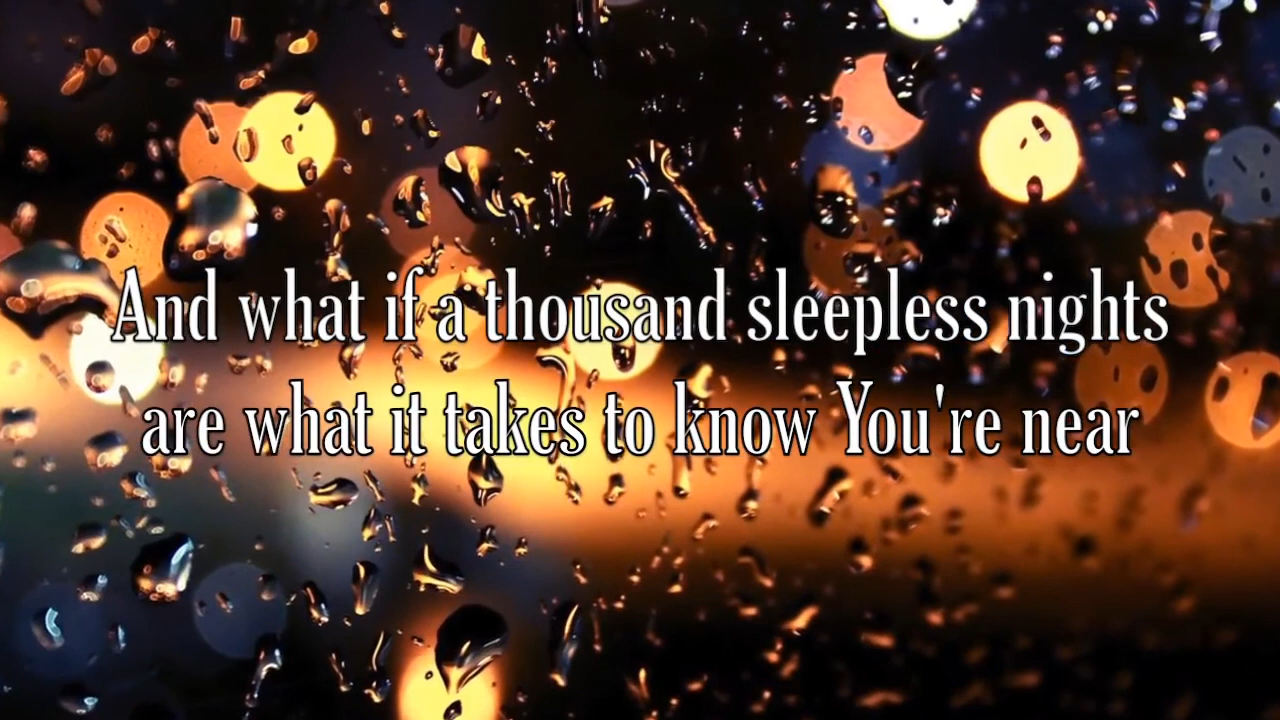 And what if a thousand sleepless nights
are what it takes to know You're near